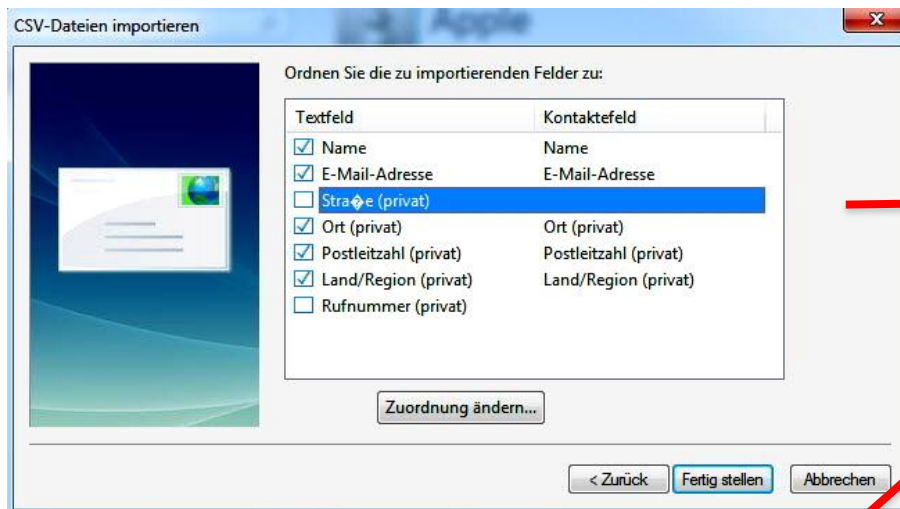 Apple
CSV-Dateien importieren
Ordnen Sie die zu importierenden Felder zu:
Textfeld Kontaktefeld
Name Name
E-Mail-Adresse E-Mail-Adresse
Stra�e (privat)
Ort (privat) Ort (privat)
Postleitzahl (privat) Postleitzahl (privat)
Land/Region (privat) Land/Region (privat)
Rufnummer (privat)
Zuordnung ändern...
< Zurück Fertig stellen Abbrechen